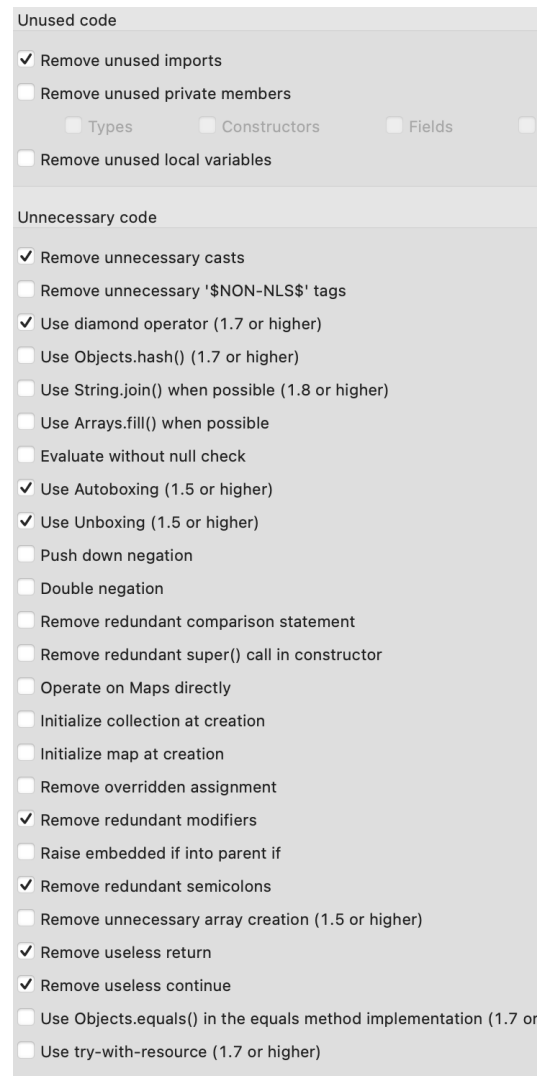 Unused code
Remove unused imports
Remove unused private members
Types Constructors Fields
Remove unused local variables
Unnecessary code
Remove unnecessary casts
Remove unnecessary '$NON-NLS$' tags
Use diamond operator (1.7 or higher)
Use Objects.hash() (1.7 or higher)
Use String.join() when possible (1.8 or higher)
Use Arrays.fill() when possible
Evaluate without null check
Use Autoboxing (1.5 or higher)
Use Unboxing (1.5 or higher)
Push down negation
Double negation
Remove redundant comparison statement
Remove redundant super() call in constructor
Operate on Maps directly
Initialize collection at creation
Initialize map at creation
Remove overridden assignment
Remove redundant modifiers
Raise embedded if into parent if
Remove redundant semicolons
Remove unnecessary array creation (1.5 or higher)
Remove useless return
Remove useless continue
Use Objects.equals() in the equals method implementation (1.7 or
Use try-with-resource (1.7 or higher)